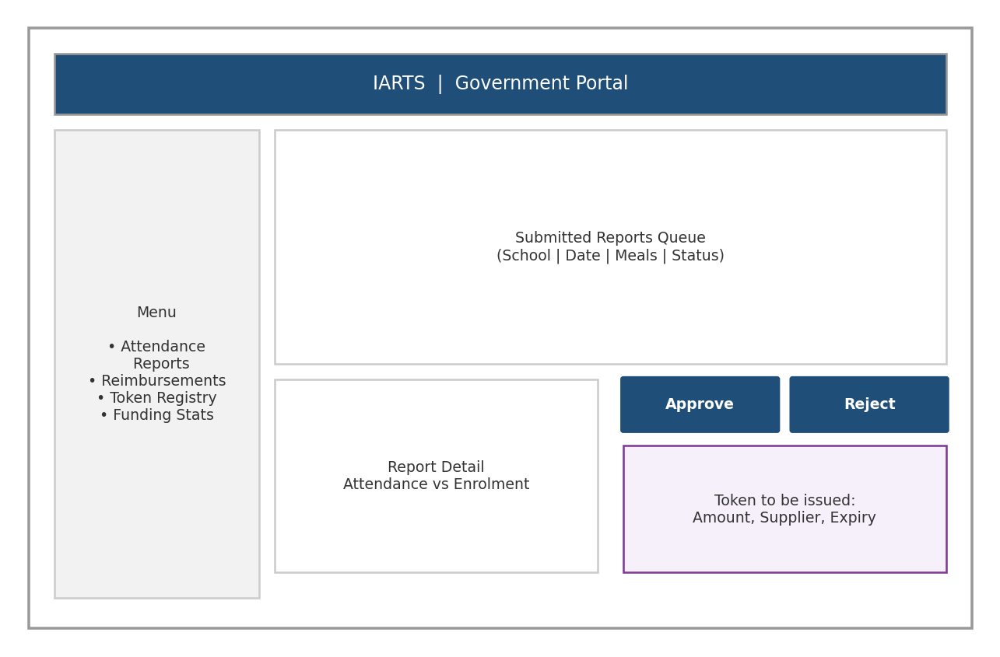 IARTS | Government Portal
Menu
• Attendance
Reports
• Reimbursements
• Token Registry
• Funding Stats
Submitted Reports Queue
(School | Date | Meals | Status)
Report Detail
Attendance vs Enrolment
Approve
Reject
Token to be issued:
Amount, Supplier, Expiry